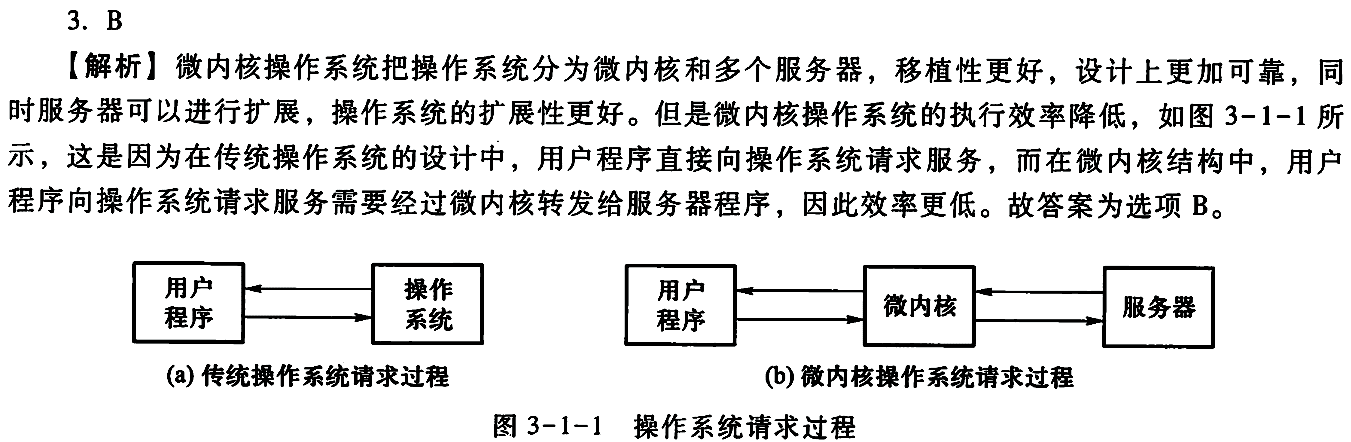 3. B
【解析】微内核操作系统把操作系统分为微内核和多个服务器，移植性更好，设计上更加可靠，同
时服务器可以进行扩展，操作系统的扩展性更好。但是微内核操作系统的执行效率降低，如图 3-1-1 所
示，这是因为在传统操作系统的设计中，用户程序直接向操作系统请求服务，而在微内核结构中，用户
程序向操作系统请求服务需要经过微内核转发给服务器程序，因此效率更低。故答案为选项 B。
用户
程序
操作
系统
(a) 传统操作系统请求过程
用户
程序
微内核
服务器
(b) 微内核操作系统请求过程
图 3-1-1 操作系统请求过程